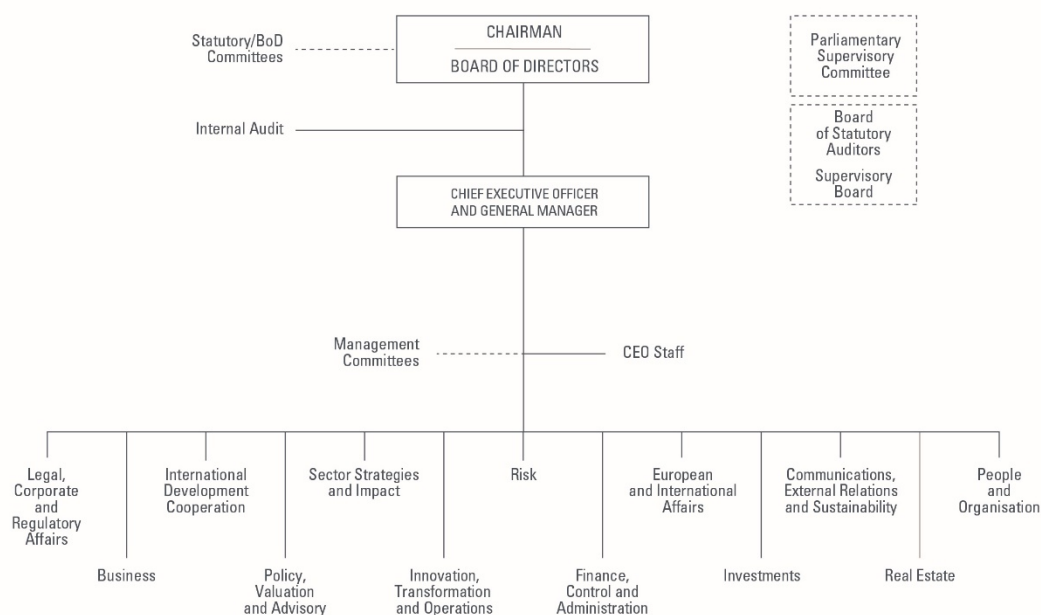 Statutory/BoD
Committees
CHAIRMAN
BOARD OF DIRECTORS
Parliamentary
Supervisory
Committee
Board
of Statutory
Auditors
Supervisory
Board
Internal Audit
CHIEF EXECUTIVE OFFICER
AND GENERAL MANAGER
Management
Committees
CEO Staff
Legal,
Corporate
and
Regulatory
Affairs
International
Development
Cooperation
Sector Strategies
and Impact
Risk
European
and International
Affairs
Communications,
External Relations
and Sustainability
People
and
Organisation
Business
Policy,
Valuation
and Advisory
Innovation,
Transformation
and Operations
Finance,
Control and
Administration
Investments
Real Estate